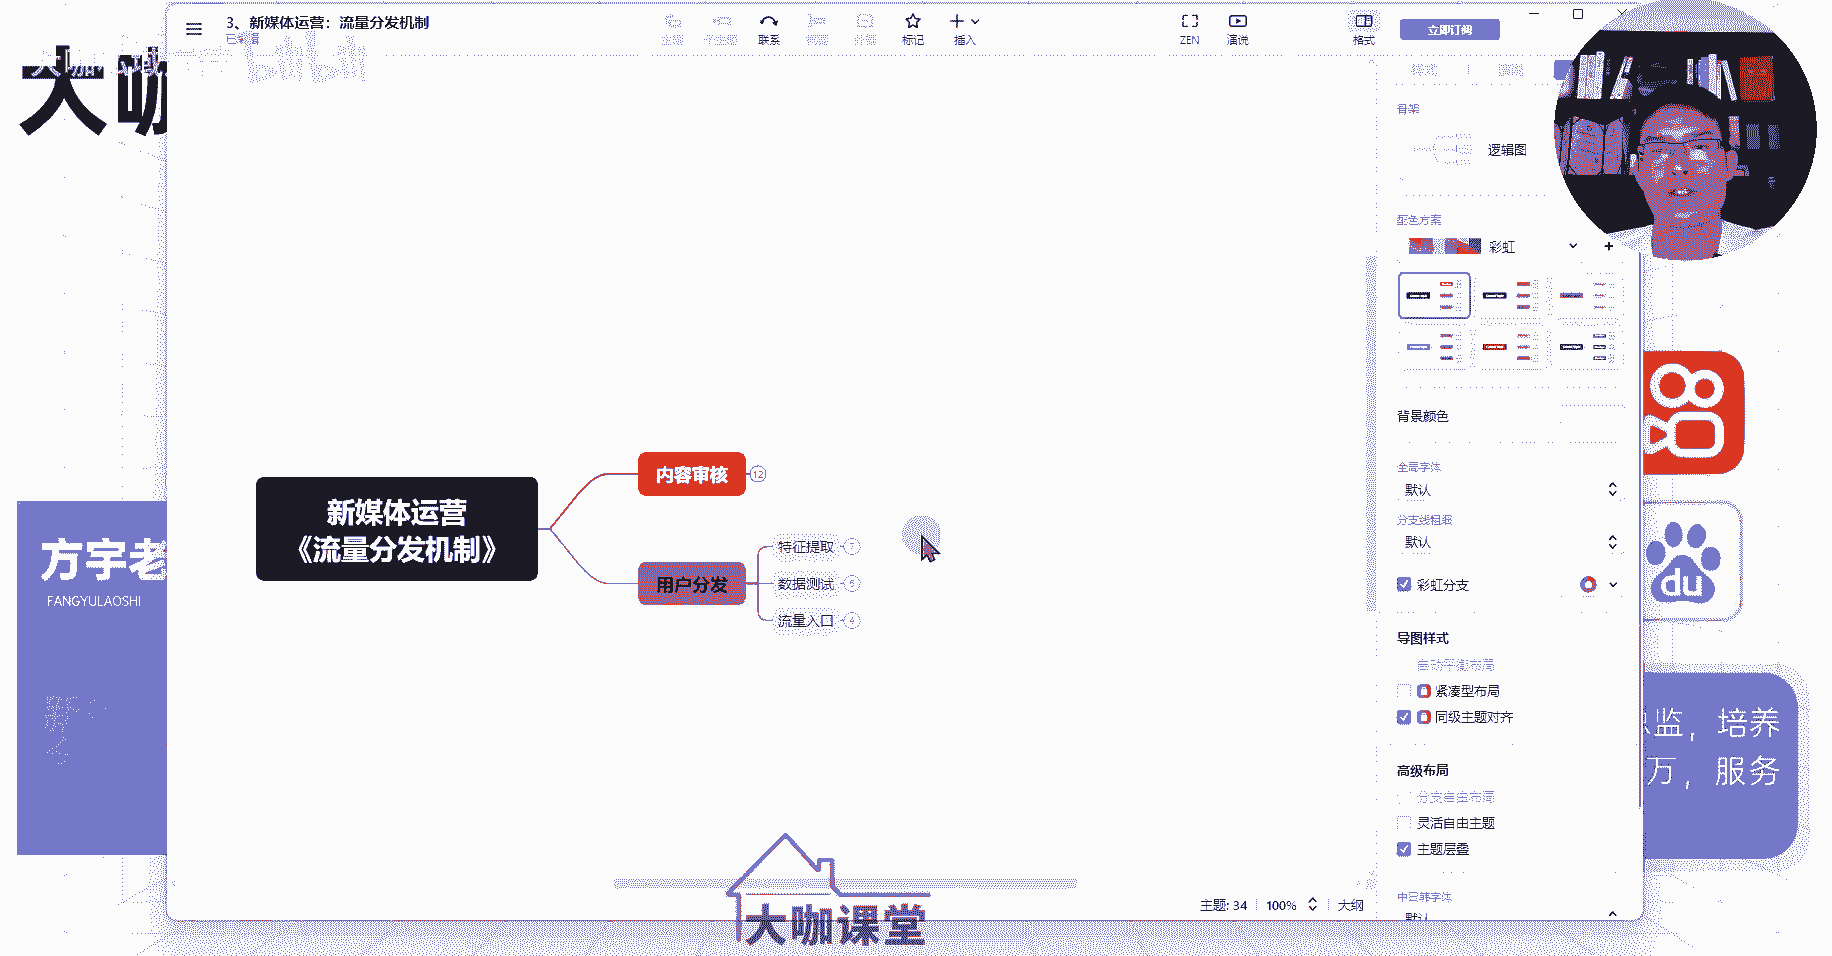 3、新媒体运营：流量分发机制
已编辑
主题
子主题
联系
概要
外框
标记
插入
ZEN
演说
格式
立即订阅
大咖
bilibili
骨架
逻辑图
配色方案
彩虹
背景颜色
全局字体
默认
分支线粗细
默认
彩虹分支
导图样式
自动平衡布局
紧凑型布局
同级主题对齐
高级布局
分支自由布局
灵活自由主题
主题层叠
中日韩字体
默认
新媒体运营
《流量分发机制》
内容审核
12
用户分发
特征提取
数据测试
5
流量入口
4
方宇老
FANGYULAOSHI
du
总监，培养
万，服务
主题: 34
100%
大纲
大咖课堂